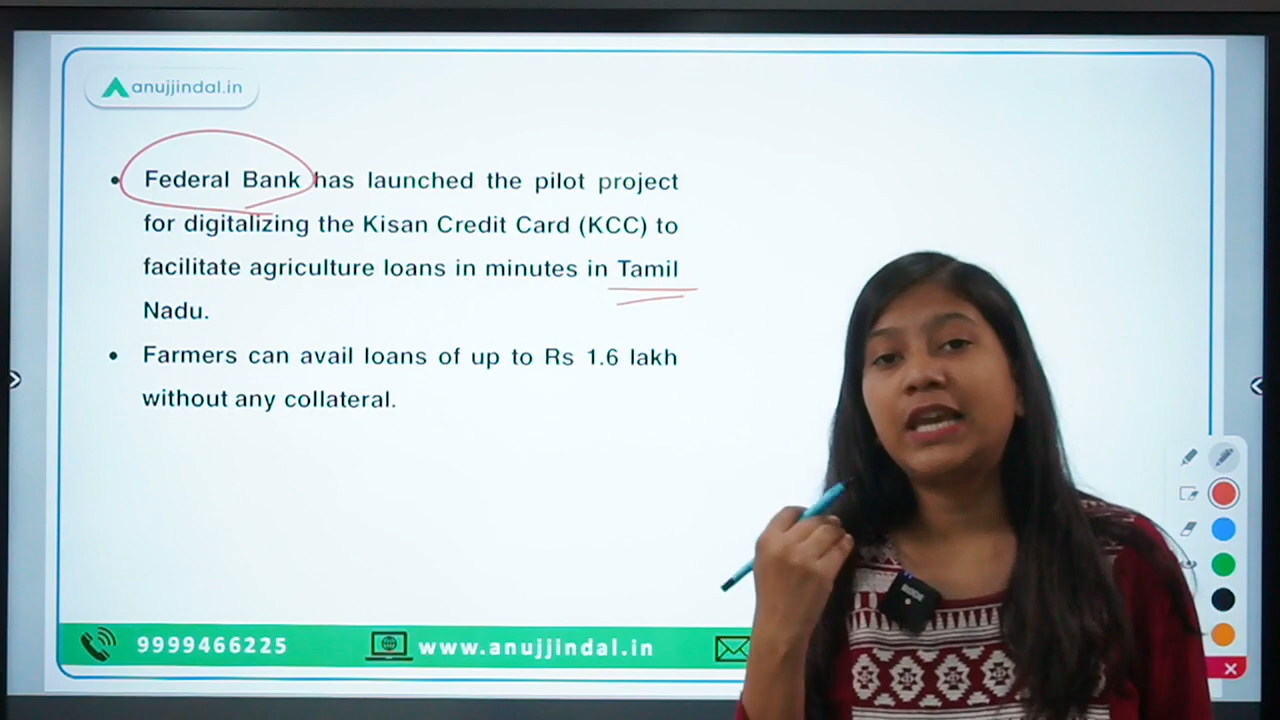 anujjindal.in
• Federal Bank has launched the pilot project
for digitalizing the Kisan Credit Card (KCC) to
facilitate agriculture loans in minutes in Tamil
Nadu.
• Farmers can avail loans of up to Rs 1.6 lakh
without any collateral.
9999466225 www.anujjindal.in